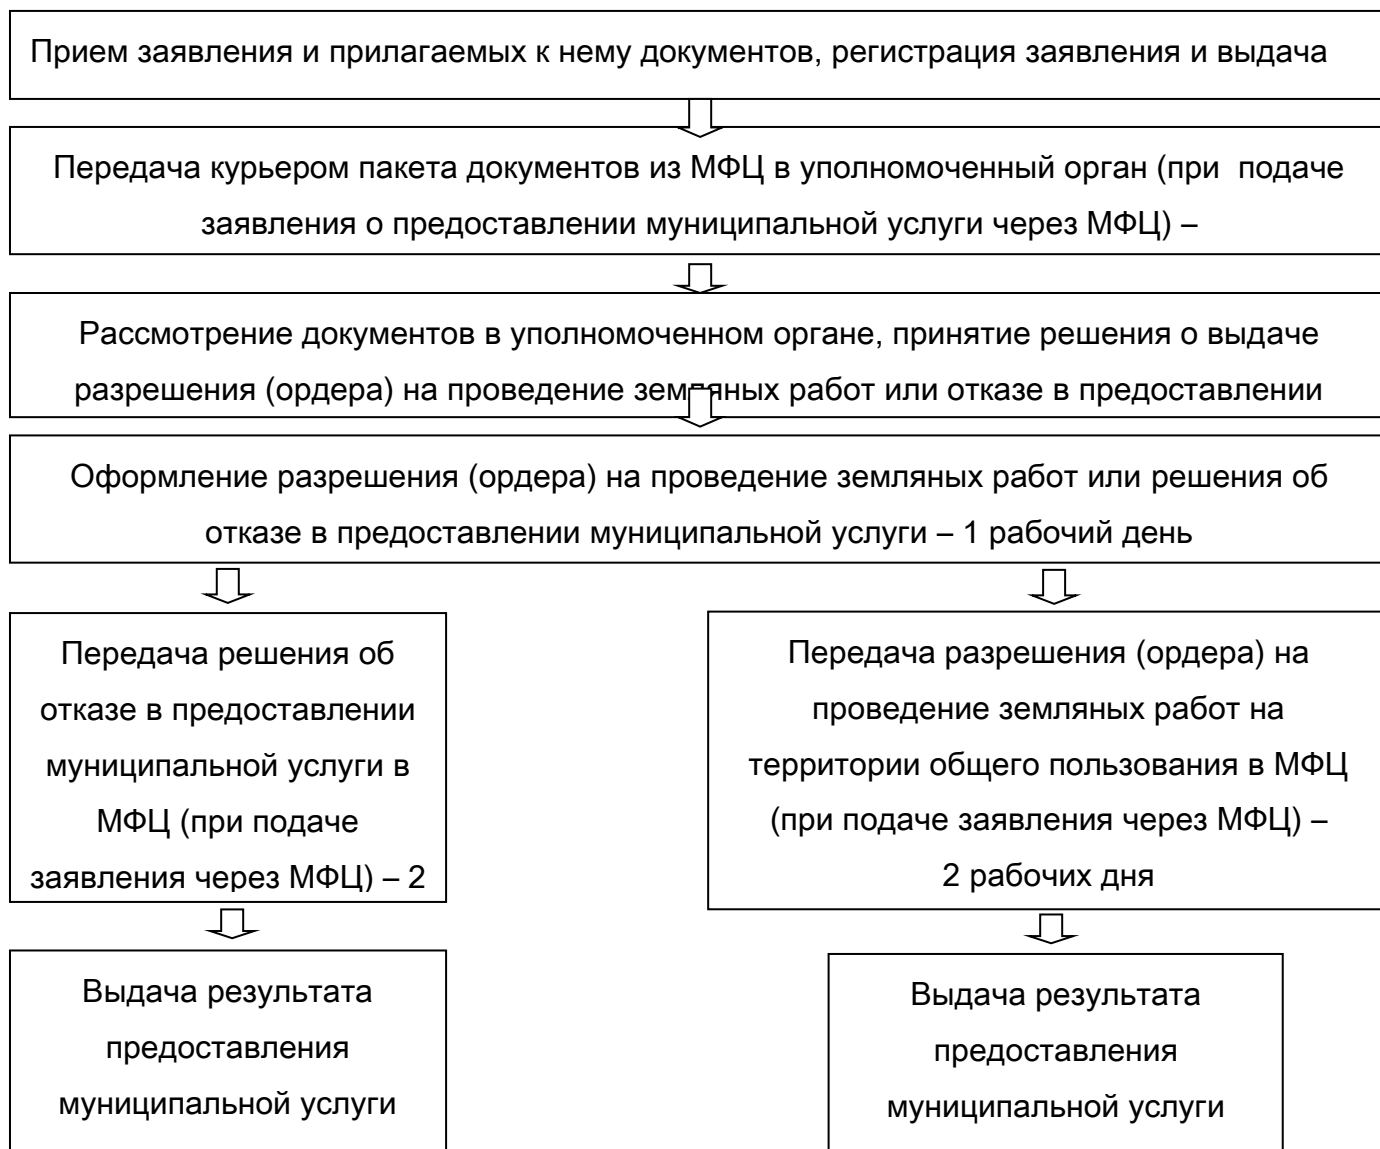 Прием заявления и прилагаемых к нему документов, регистрация заявления и выдача
Передача курьером пакета документов из МФЦ в уполномоченный орган (при  подаче
заявления о предоставлении муниципальной услуги через МФЦ) –
Рассмотрение документов в уполномоченном органе, принятие решения о выдаче
разрешения (ордера) на проведение земляных работ или отказе в предоставлении
Оформление разрешения (ордера) на проведение земляных работ или решения об
отказе в предоставлении муниципальной услуги – 1 рабочий день
Передача решения об
отказе в предоставлении
муниципальной услуги в
МФЦ (при подаче
заявления через МФЦ) – 2
Передача разрешения (ордера) на
проведение земляных работ на
территории общего пользования в МФЦ
(при подаче заявления через МФЦ) –
2 рабочих дня
Выдача результата
предоставления
муниципальной услуги
Выдача результата
предоставления
муниципальной услуги